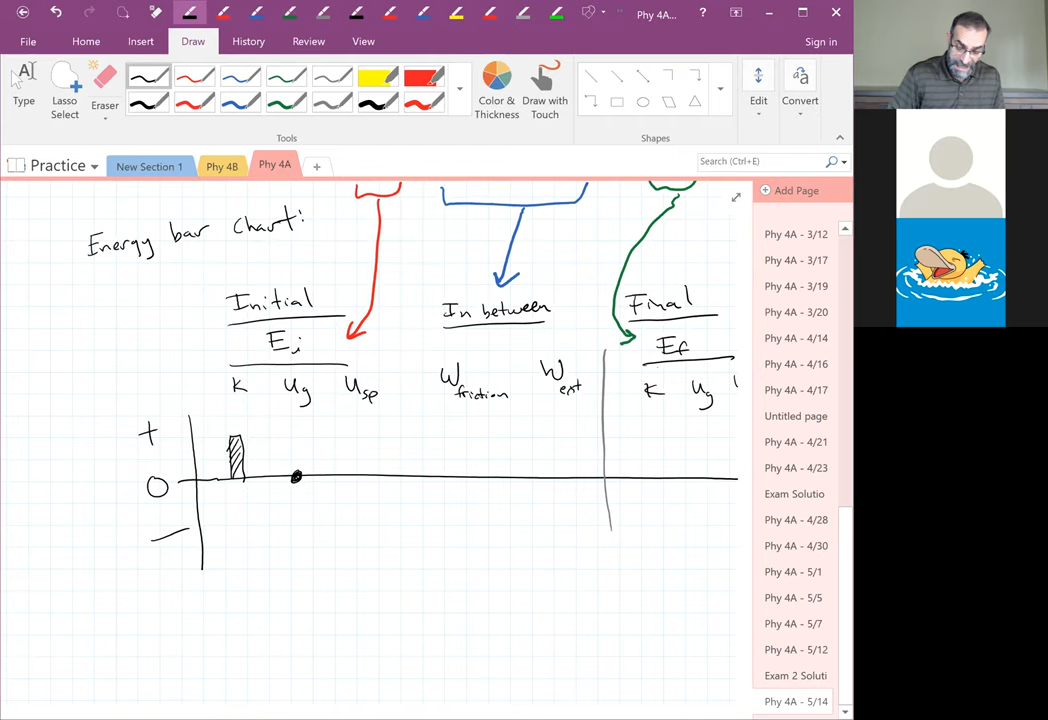 Phy 4A...
?
File
Home
Insert
Draw
History
Review
View
Sign in
Type
Lasso
Select
Eraser
Color &
Thickness
Draw with
Touch
Edit
Convert
Tools
Shapes
Practice
New Section 1
Phy 4B
Phy 4A
+
Search (Ctrl+E)
Add Page
Phy 4A - 3/12
Phy 4A - 3/17
Phy 4A - 3/19
Phy 4A - 3/20
Phy 4A - 4/14
Phy 4A - 4/16
Phy 4A - 4/17
Untitled page
Phy 4A - 4/21
Phy 4A - 4/23
Exam Solutio
Phy 4A - 4/28
Phy 4A - 4/30
Phy 4A - 5/1
Phy 4A - 5/5
Phy 4A - 5/7
Phy 4A - 5/12
Exam 2 Soluti
Phy 4A - 5/14
Energy bar chart:
Initial In between Final
Ei Ef
K Ug Usp Wfriction Wext K Ug
+
0
−